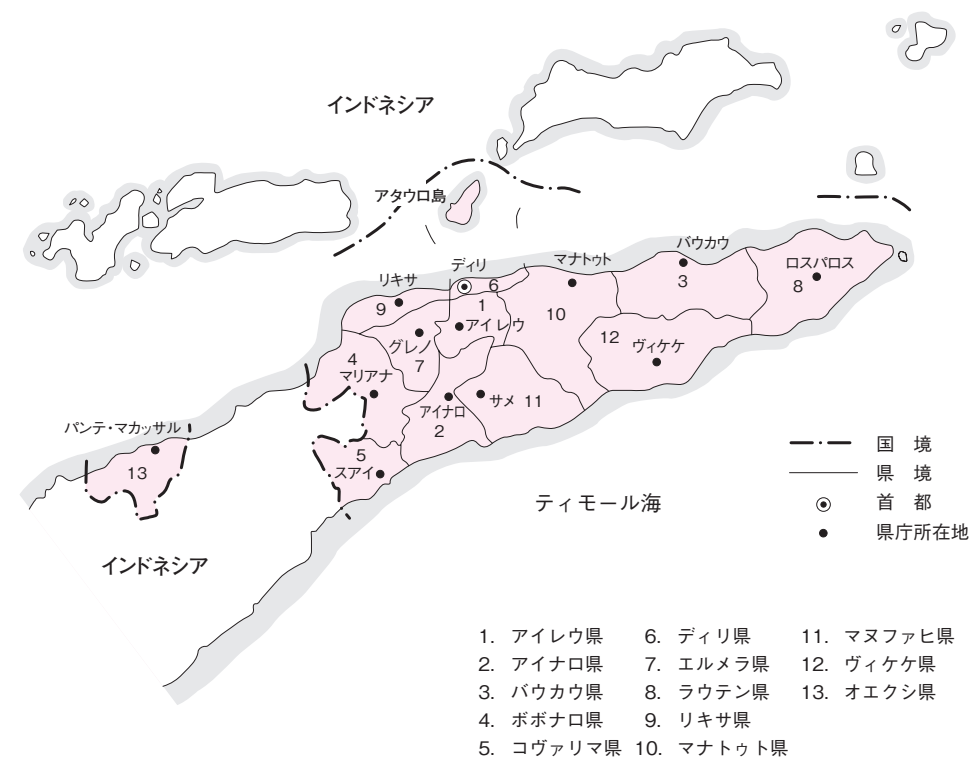 インドネシア
アタウロ島
バウカウ
マナトゥト
ディリ
リキサ
ロスパロス
6
3
8
9
1
10
アイレウ
グレノ
12
ヴィケケ
4
7
マリアナ
アイナロ
サメ 11
2
パンテ・マカッサル
5
スアイ
13
国 境
県 境
首 都
県庁所在地
ティモール海
インドネシア
1. アイレウ県
2. アイナロ県
3. バウカウ県
4. ボボナロ県
5. コヴァリマ県
6. ディリ県
7. エルメラ県
8. ラウテン県
9. リキサ県
10. マナトゥト県
11. マヌファヒ県
12. ヴィケケ県
13. オエクシ県